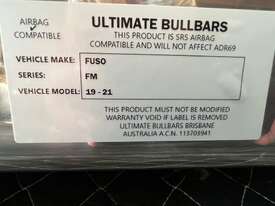 AIRBAG
COMPATIBLE
ULTIMATE BULLBARS
THIS PRODUCT IS SRS AIRBAG
COMPATIBLE AND WILL NOT AFFECT ADR69
VEHICLE MAKE: FUSO
SERIES: FM
VEHICLE MODEL: 19 - 21
THIS PRODUCT MUST NOT BE MODIFIED
WARRANTY VOID IF LABEL IS REMOVED
ULTIMATE BULLBARS BRISBANE
AUSTRALIA A.C.N. 113703941